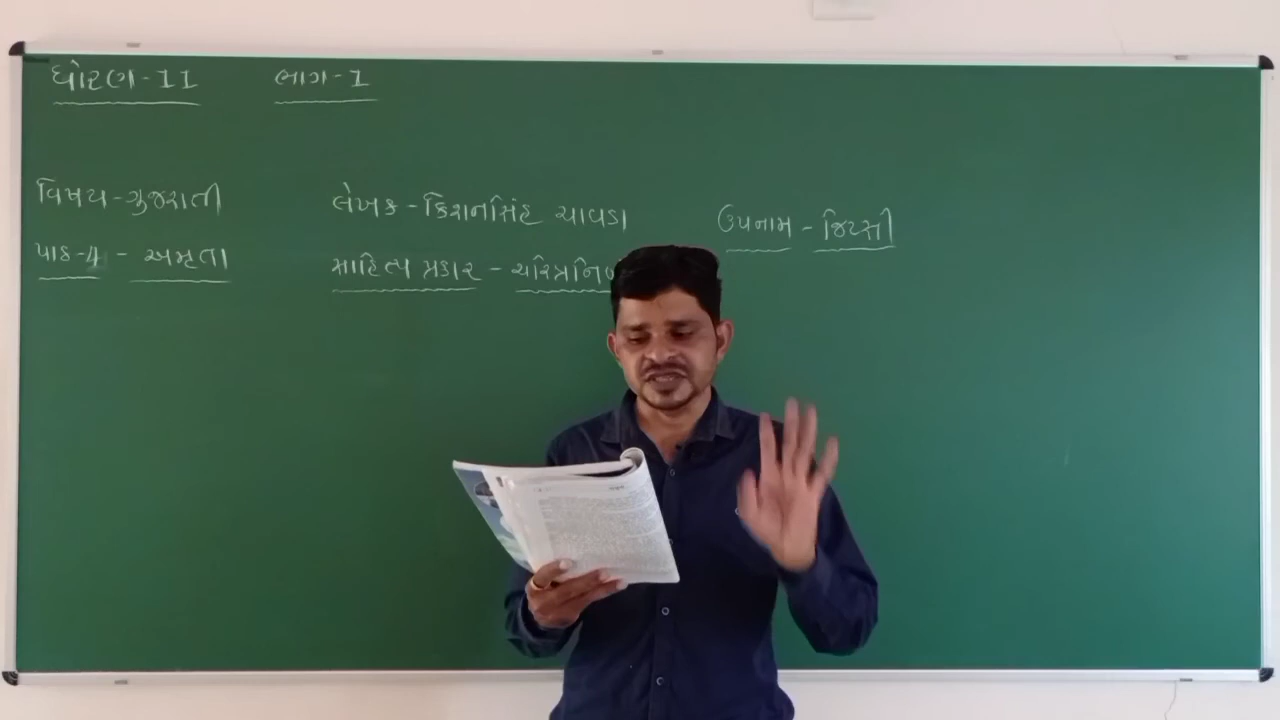 ધોરણ-11 ભાગ-1
વિષય-ગુજરાતી લેખક-કિશનસિંહ ચાવડા ઉપનામ-જિપ્સી
પાઠ-4 - અમૃતા સાહિત્ય પ્રકાર-